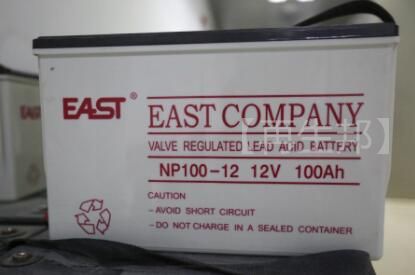 EAST®
EAST COMPANY
VALVE REGULATED LEAD ACID BATTERY
NP100-12 12V 100Ah
CAUTION
- AVOID SHORT CIRCUIT
- DO NOT CHARGE IN A SEALED CONTAINER